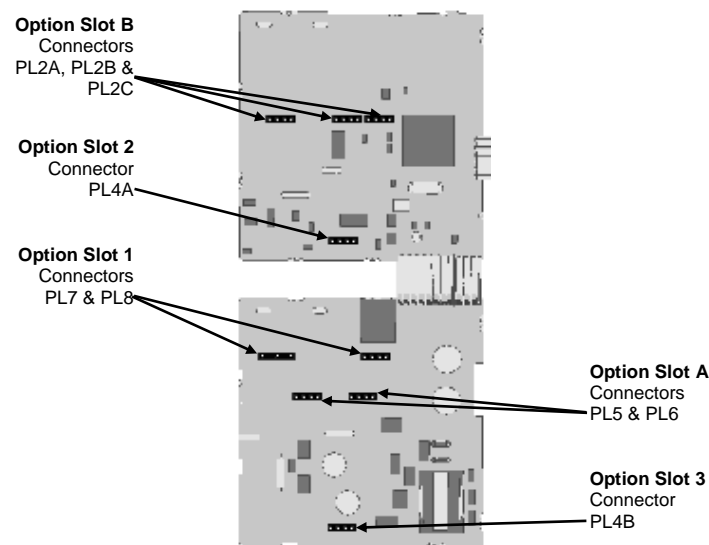 Option Slot B
Connectors
PL2A, PL2B &
PL2C
Option Slot 2
Connector
PL4A
Option Slot 1
Connectors
PL7 & PL8
Option Slot A
Connectors
PL5 & PL6
Option Slot 3
Connector
PL4B